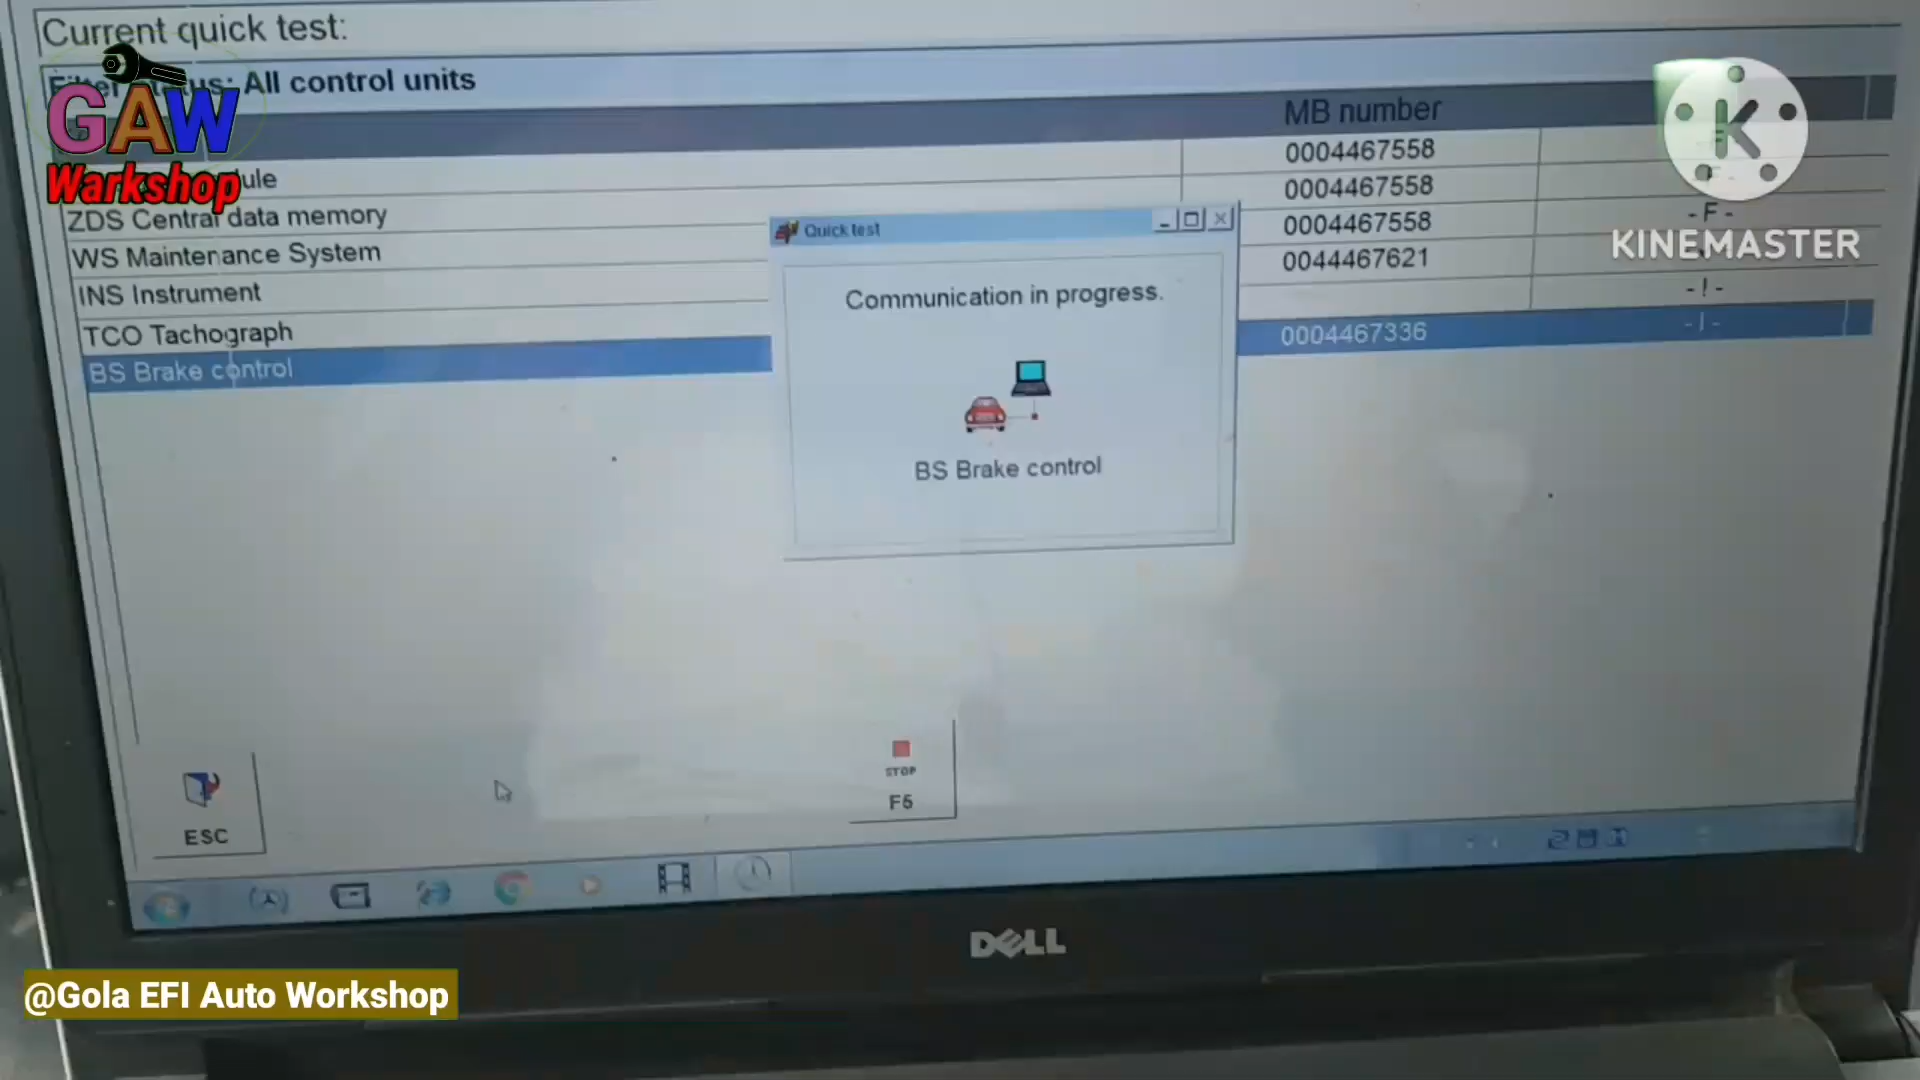 Current quick test:
Filter status: All control units
GAW
Warkshop
MB number
0004467558
ZDS Central data memory
0004467558
- F -
WS Maintenance System
0004467558
- F -
INS Instrument
0044467621
TCO Tachograph
- ! -
BS Brake control
0004467336
- ! -
Quick test
Communication in progress.
BS Brake control
KINEMASTER
ESC
STOP
F5
DELL
@Gola EFI Auto Workshop